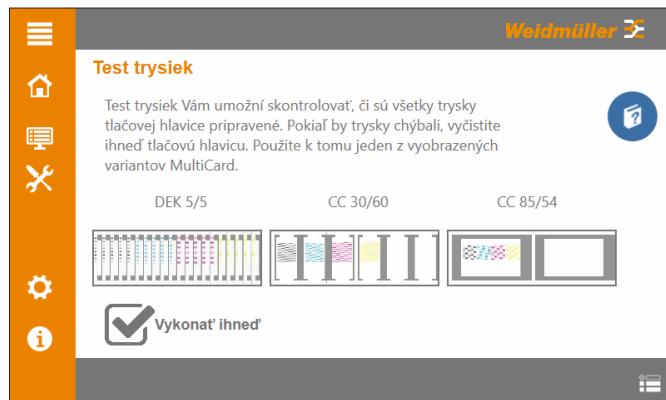 Weidmüller
Test trysiek
Test trysiek Vám umožní skontrolovať, či sú všetky trysky
tlačovej hlavice pripravené. Pokiaľ by trysky chýbali, vyčistite
ihneď tlačovú hlavicu. Použite k tomu jeden z vyobrazených
variantov MultiCard.
DEK 5/5 CC 30/60 CC 85/54
Vykonať ihneď